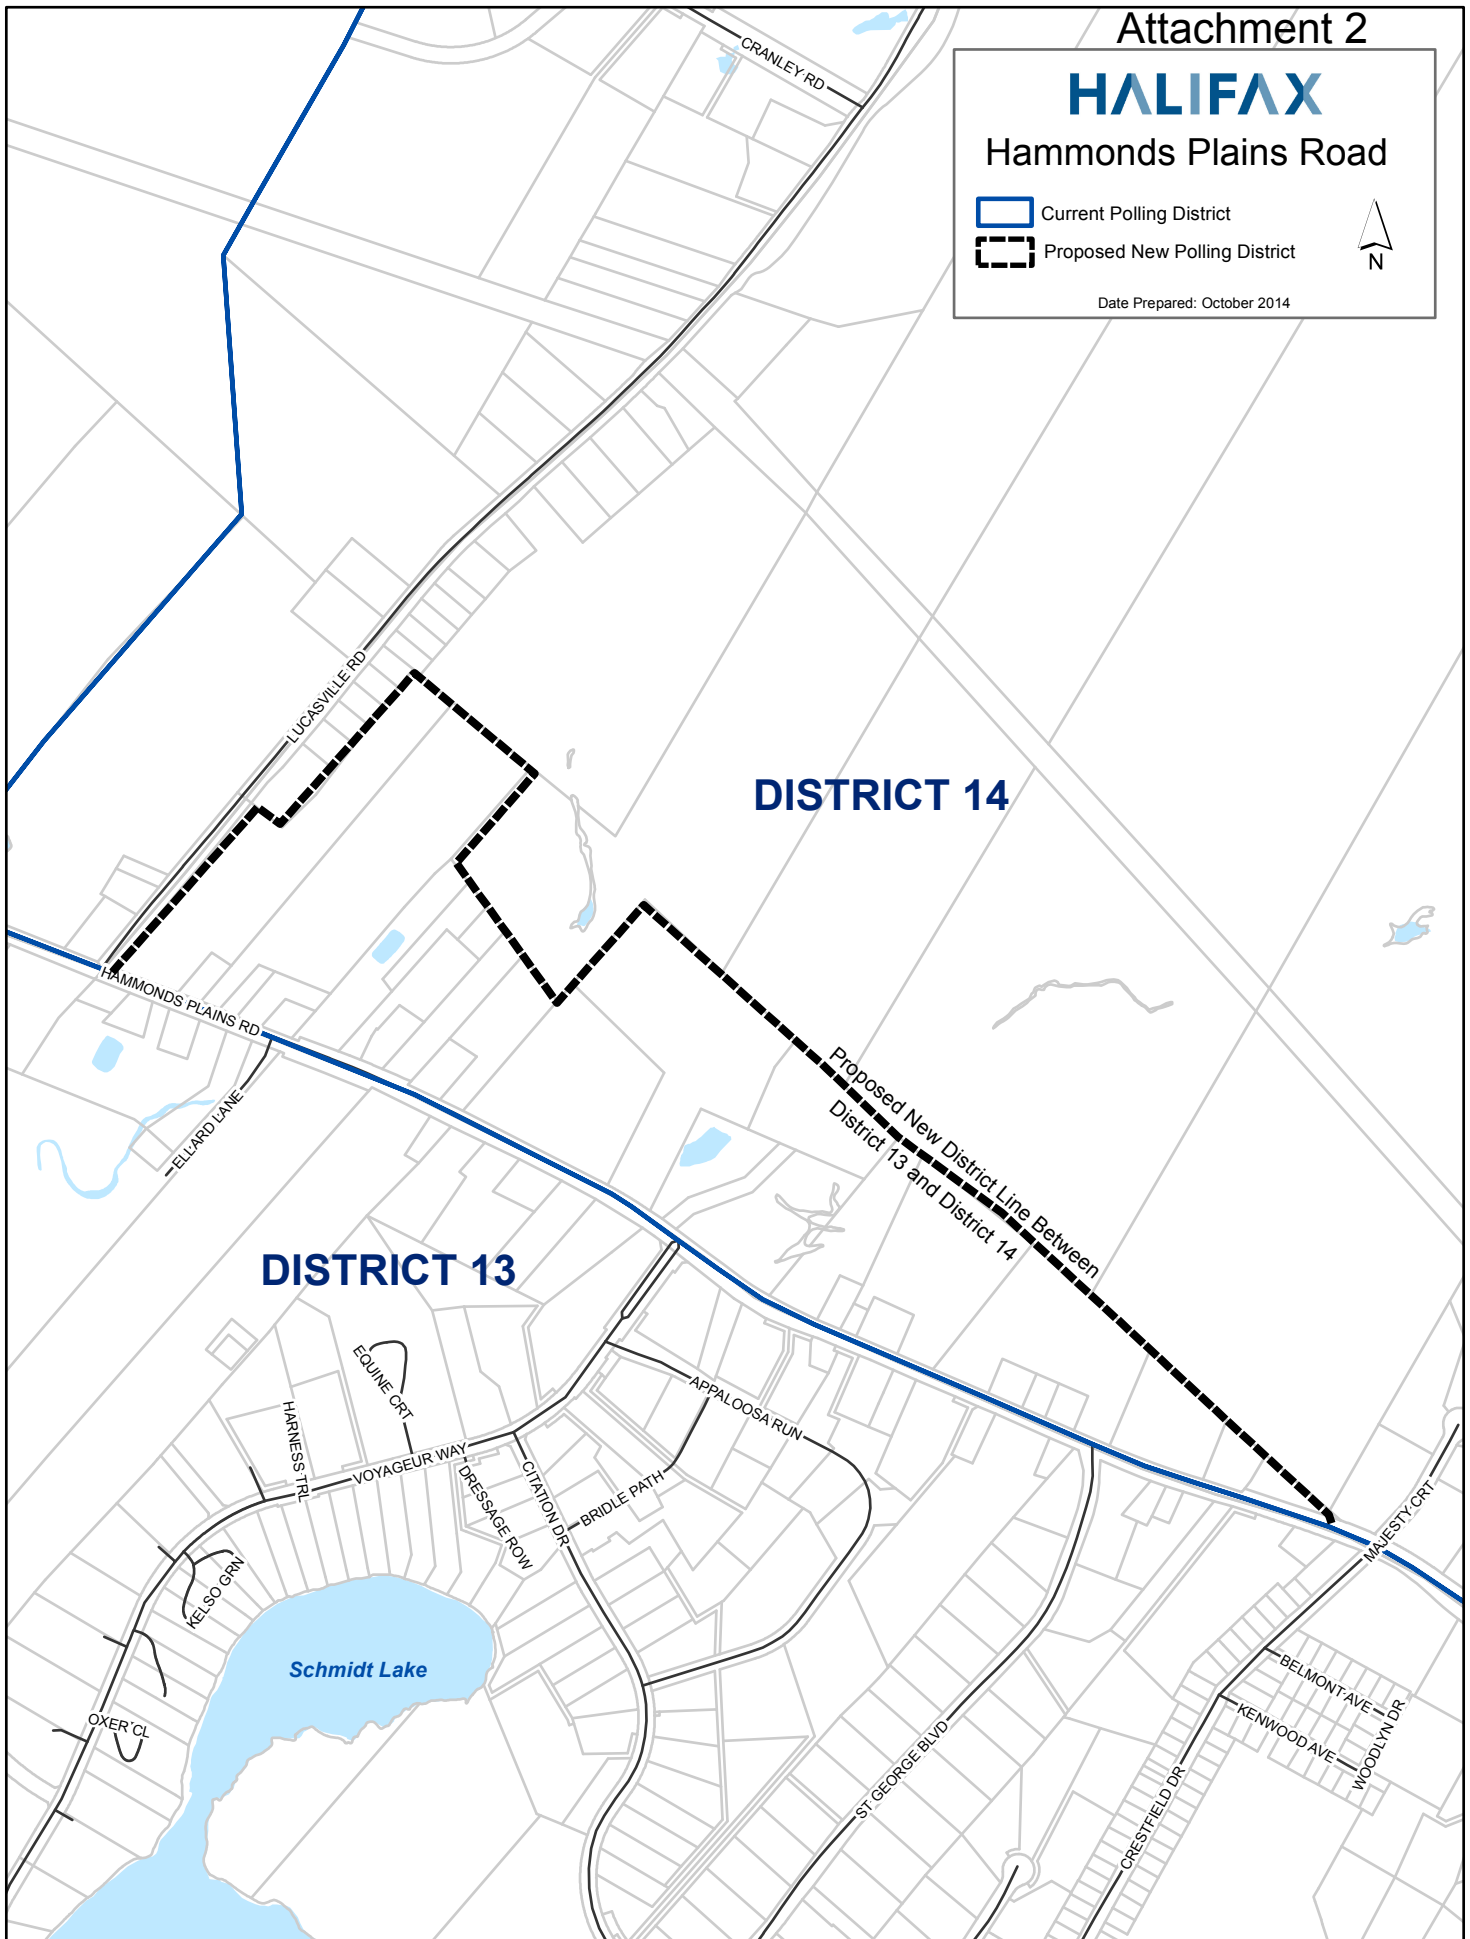 Attachment 2
HALIFAX
Hammonds Plains Road
Current Polling District
Proposed New Polling District
N
Date Prepared: October 2014
CRANLEY RD
LUCASVILLE RD
DISTRICT 14
HAMMONDS PLAINS RD
ELLARD LANE
Proposed New District Line Between
District 13 and District 14
DISTRICT 13
EQUINE CRT
HARNESS TRL
VOYAGEUR WAY
DRESSAGE ROW
CITATION DR
BRIDLE PATH
APPALOOSA RUN
KELSO GRN
MAJESTY CRT
Schmidt Lake
OXER CL
BELMONT AVE
KENWOOD AVE
WOODLYN DR
ST GEORGE BLVD
CRESTFIELD DR